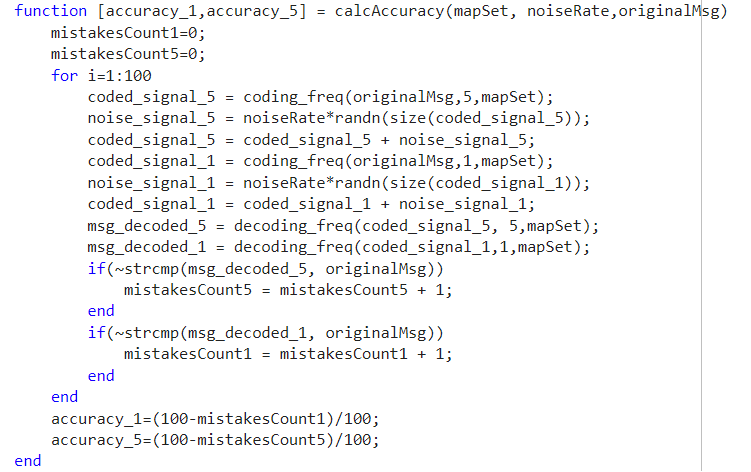 function [accuracy_1,accuracy_5] = calcAccuracy(mapSet, noiseRate,originalMsg)
    mistakesCount1=0;
    mistakesCount5=0;
    for i=1:100
        coded_signal_5 = coding_freq(originalMsg,5,mapSet);
        noise_signal_5 = noiseRate*randn(size(coded_signal_5));
        coded_signal_5 = coded_signal_5 + noise_signal_5;
        coded_signal_1 = coding_freq(originalMsg,1,mapSet);
        noise_signal_1 = noiseRate*randn(size(coded_signal_1));
        coded_signal_1 = coded_signal_1 + noise_signal_1;
        msg_decoded_5 = decoding_freq(coded_signal_5, 5,mapSet);
        msg_decoded_1 = decoding_freq(coded_signal_1,1,mapSet);
        if(~strcmp(msg_decoded_5, originalMsg))
            mistakesCount5 = mistakesCount5 + 1;
        end
        if(~strcmp(msg_decoded_1, originalMsg))
            mistakesCount1 = mistakesCount1 + 1;
        end
    end
    accuracy_1=(100-mistakesCount1)/100;
    accuracy_5=(100-mistakesCount5)/100;
end